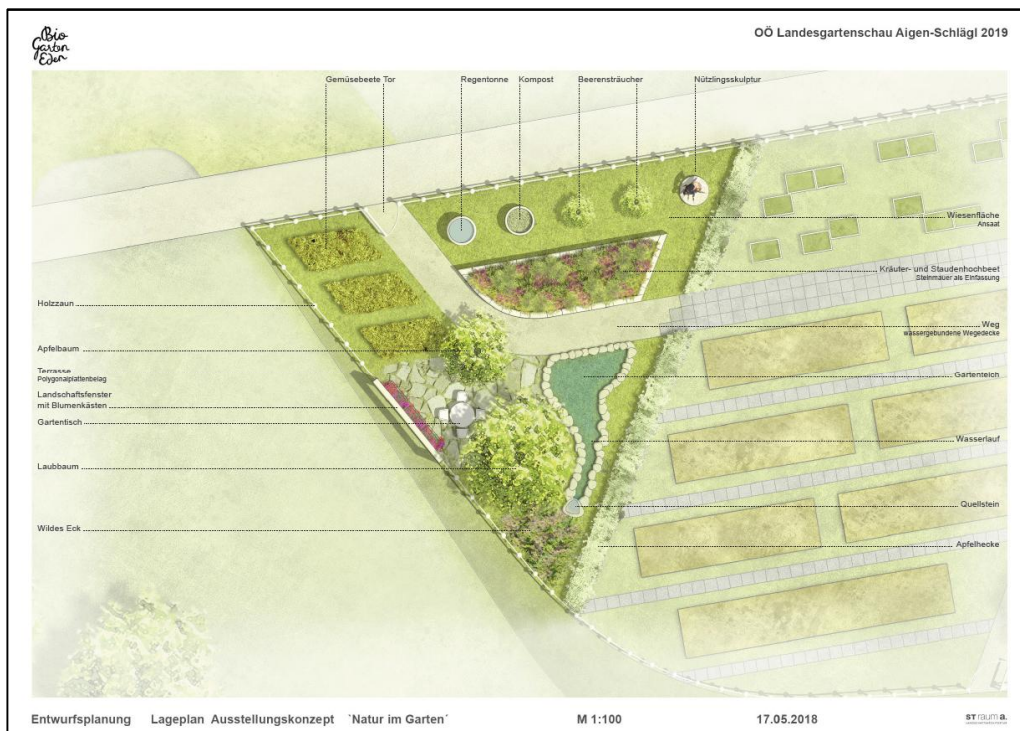 Bio
Garten
Eden
OÖ Landesgartenschau Aigen-Schlägl 2019
Gemüsebeete Tor
Regentonne
Kompost
Beerensträucher
Nützlingsskulptur
Wiesenfläche
Ansaat
Kräuter- und Staudenhochbeet
Steinmauer als Einfassung
Holzzaun
Weg
wassergebundene Wegedecke
Apfelbaum
Terrasse
Polygonalplattenbelag
Gartenteich
Landschaftsfenster
mit Blumenkästen
Gartentisch
Wasserlauf
Laubbaum
Quellstein
Wildes Eck
Apfelhecke
Entwurfsplanung Lageplan Ausstellungskonzept `Natur im Garten´ M 1:100 17.05.2018
STraum a.